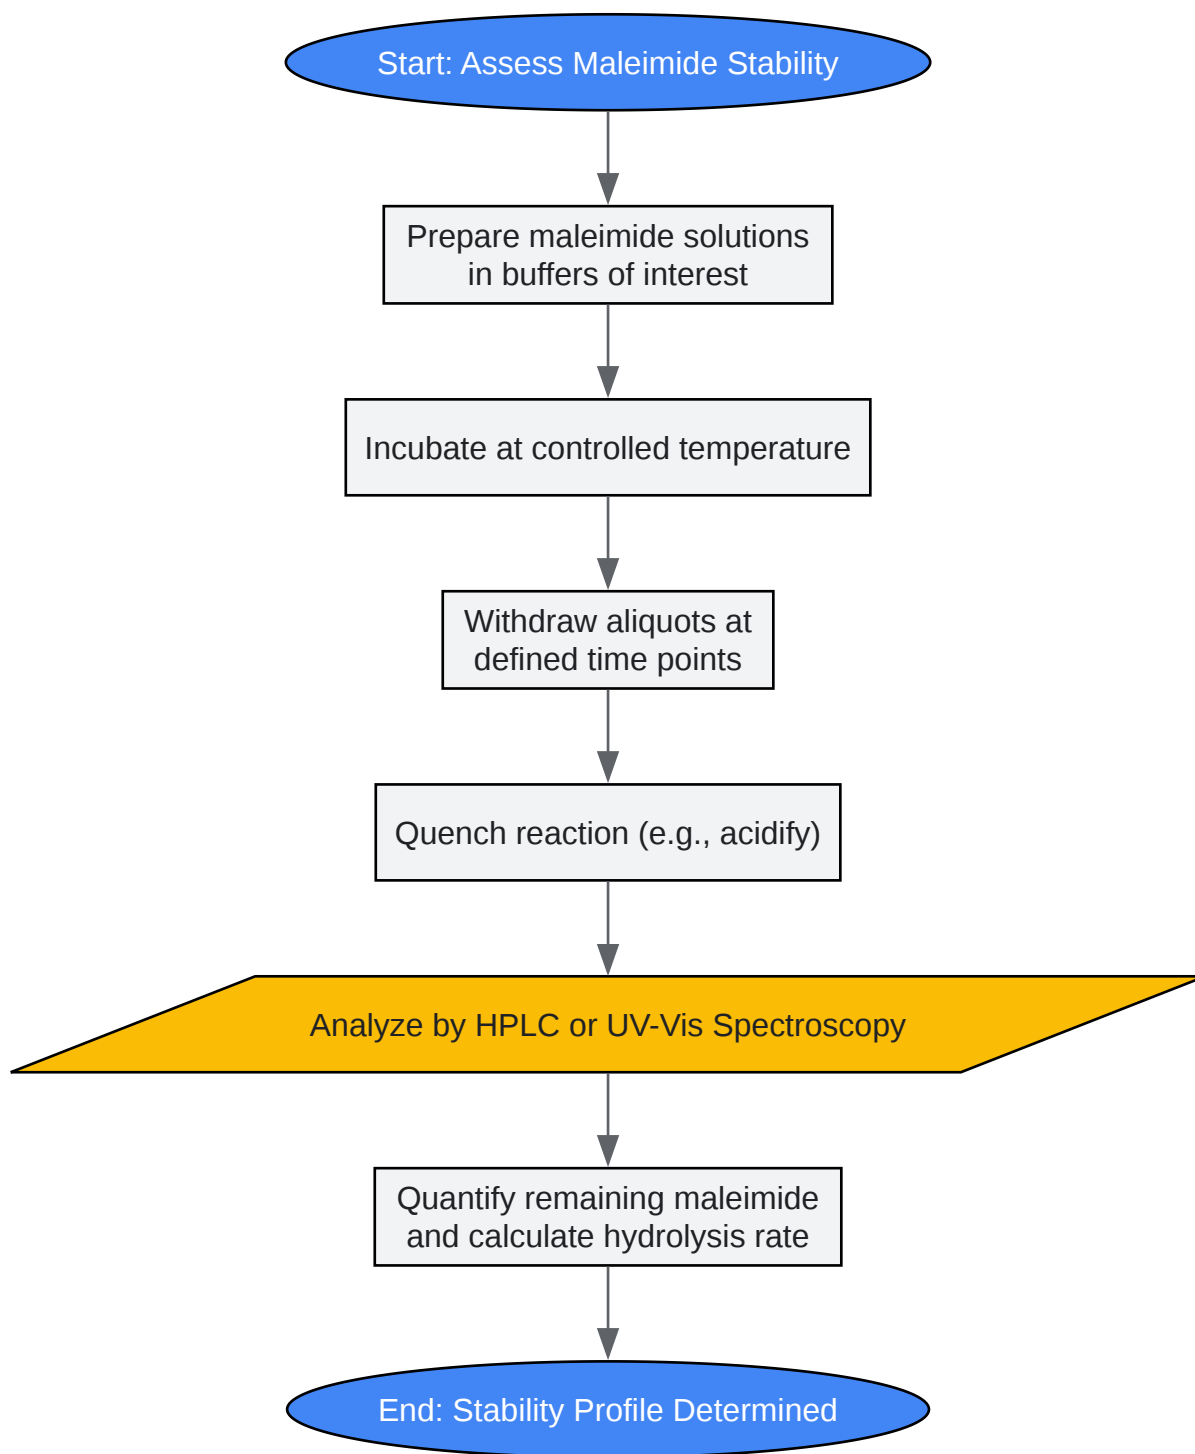 Start: Assess Maleimide Stability
Prepare maleimide solutions
in buffers of interest
Incubate at controlled temperature
Withdraw aliquots at
defined time points
Quench reaction (e.g., acidify)
Analyze by HPLC or UV-Vis Spectroscopy
Quantify remaining maleimide
and calculate hydrolysis rate
End: Stability Profile Determined